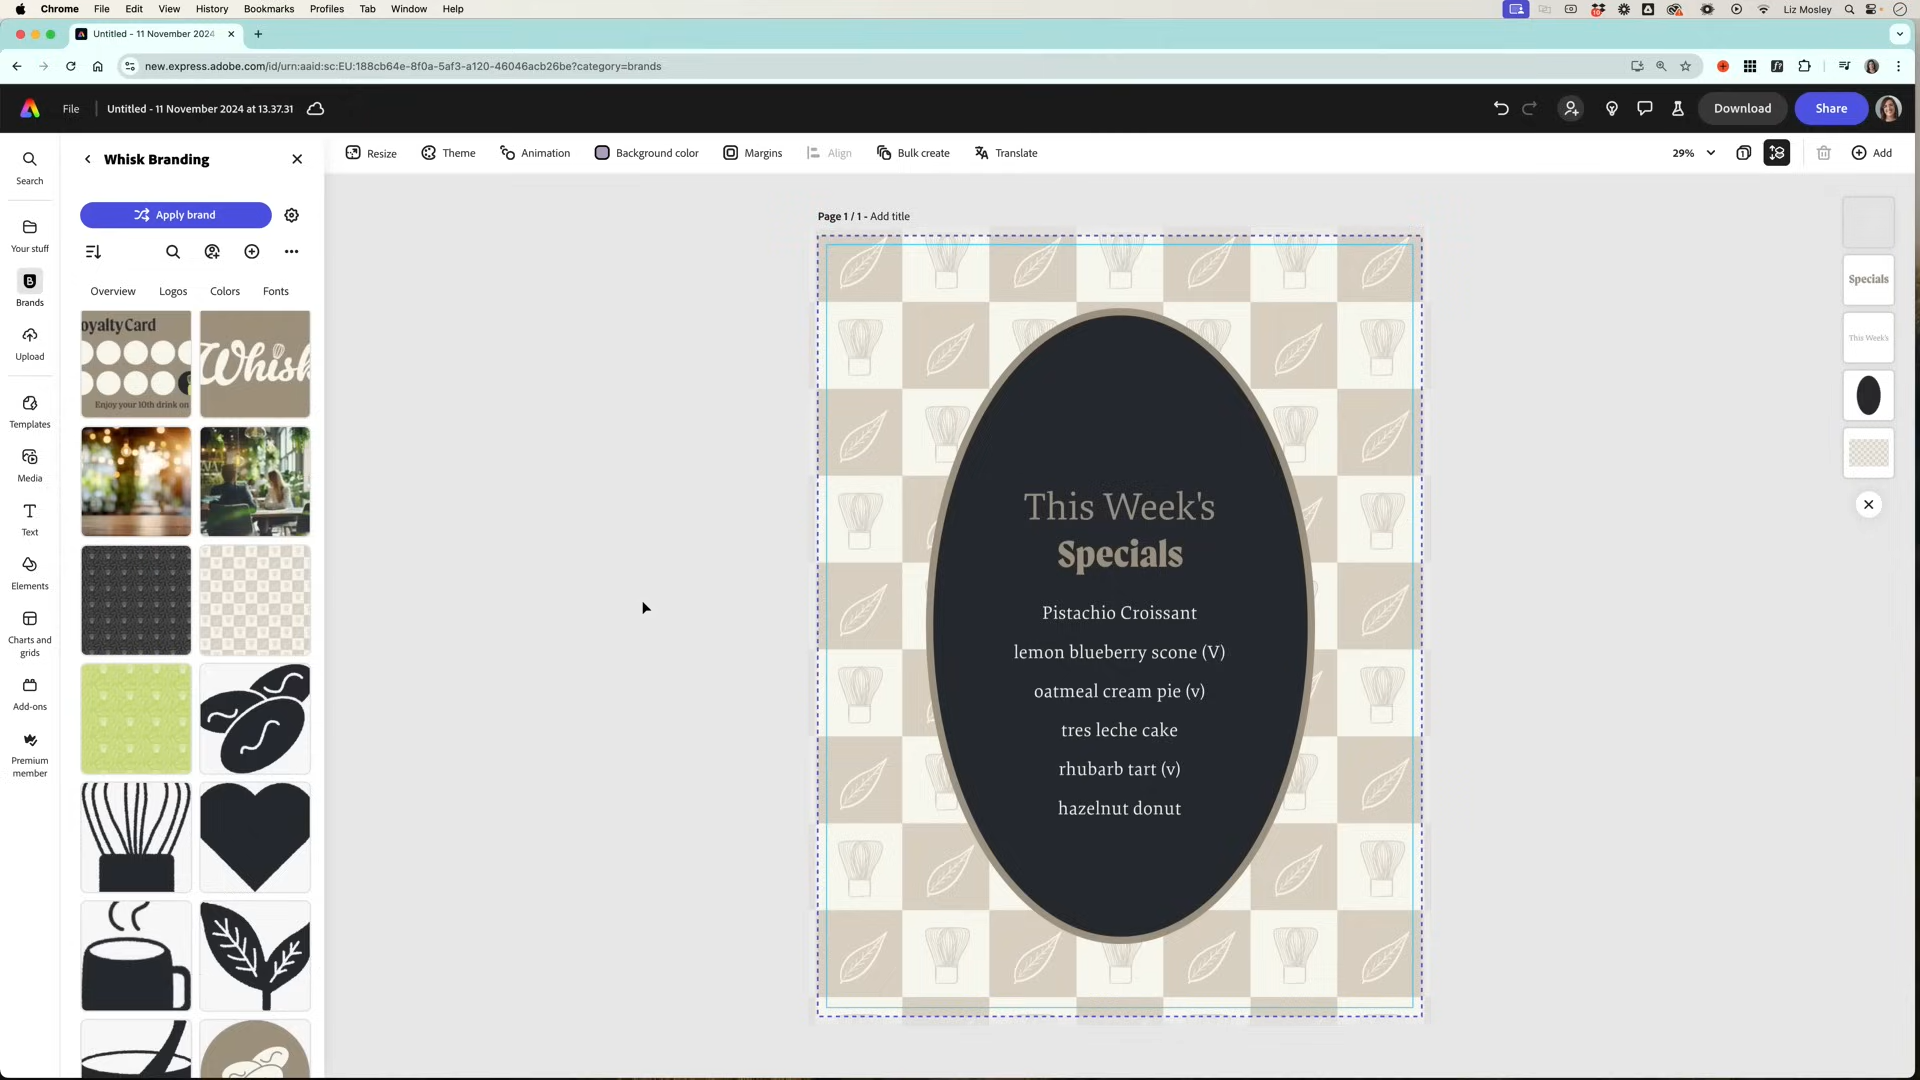 Chrome File Edit View History Bookmarks Profiles Tab Window Help Liz Mosley
Untitled - 11 November 2024
new.express.adobe.com/id/urn:aaid:sc:EU:188cb64e-8f0a-5af3-a120-46046acb26be?category=brands
File Untitled - 11 November 2024 at 13.37.31 Download Share
Whisk Branding
Resize Theme Animation Background color Margins Align Bulk create Translate 29% Add
Search
Your stuff
Brands
Upload
Templates
Media
Text
Elements
Charts and
grids
Add-ons
Premium
member
Apply brand
Overview Logos Colors Fonts
oyaltyCard
Enjoy your 10th drink on
Whisk
Page 1 / 1 - Add title
This Week's
Specials
Pistachio Croissant
lemon blueberry scone (V)
oatmeal cream pie (v)
tres leche cake
rhubarb tart (v)
hazelnut donut
Specials
This Week's